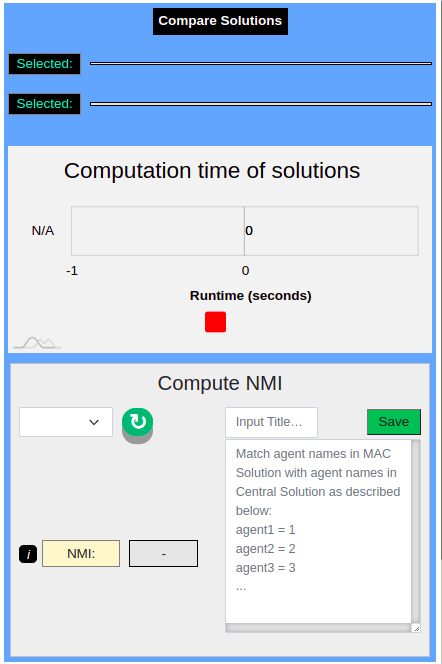 Compare Solutions
Selected:
Selected:
Computation time of solutions
N/A
0
-1
0
Runtime (seconds)
Compute NMI
↻
Input Title...
Save
Match agent names in MAC
Solution with agent names in
Central Solution as described
below:
agent1 = 1
agent2 = 2
agent3 = 3
...
i
NMI:
-